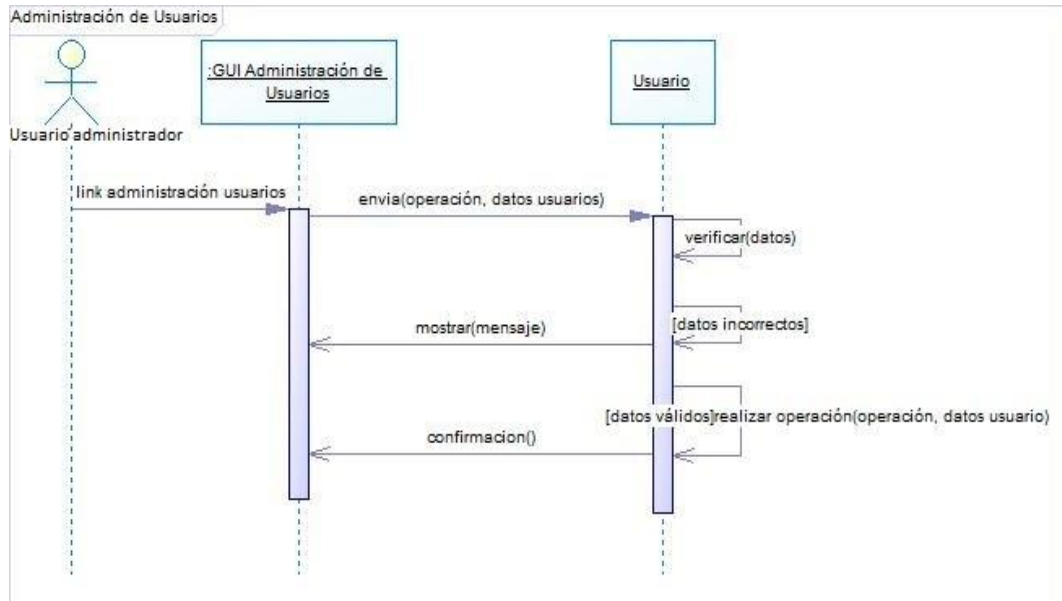 Administración de Usuarios
:GUI Administración de
Usuarios
Usuario
Usuario administrador
link administración usuarios
envia(operación, datos usuarios)
verificar(datos)
[datos incorrectos]
mostrar(mensaje)
[datos válidos]realizar operación(operación, datos usuario)
confirmacion()